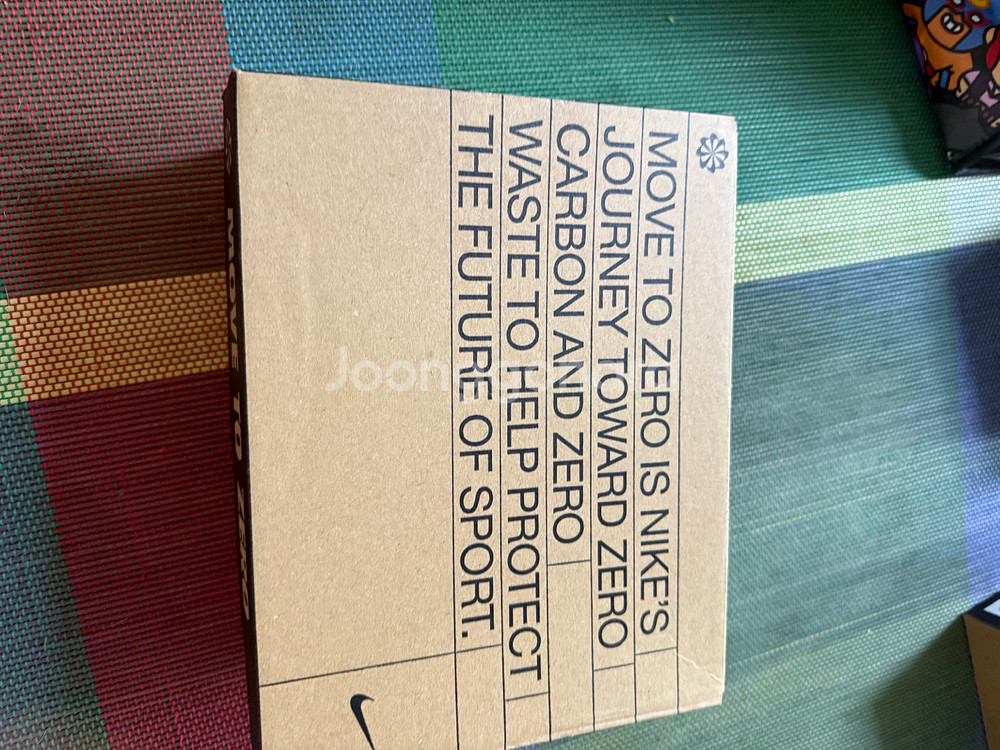 MOVE TO ZERO IS NIKE'S
JOURNEY TOWARD ZERO
CARBON AND ZERO
WASTE TO HELP PROTECT
THE FUTURE OF SPORT.
MOVE TO ZERO